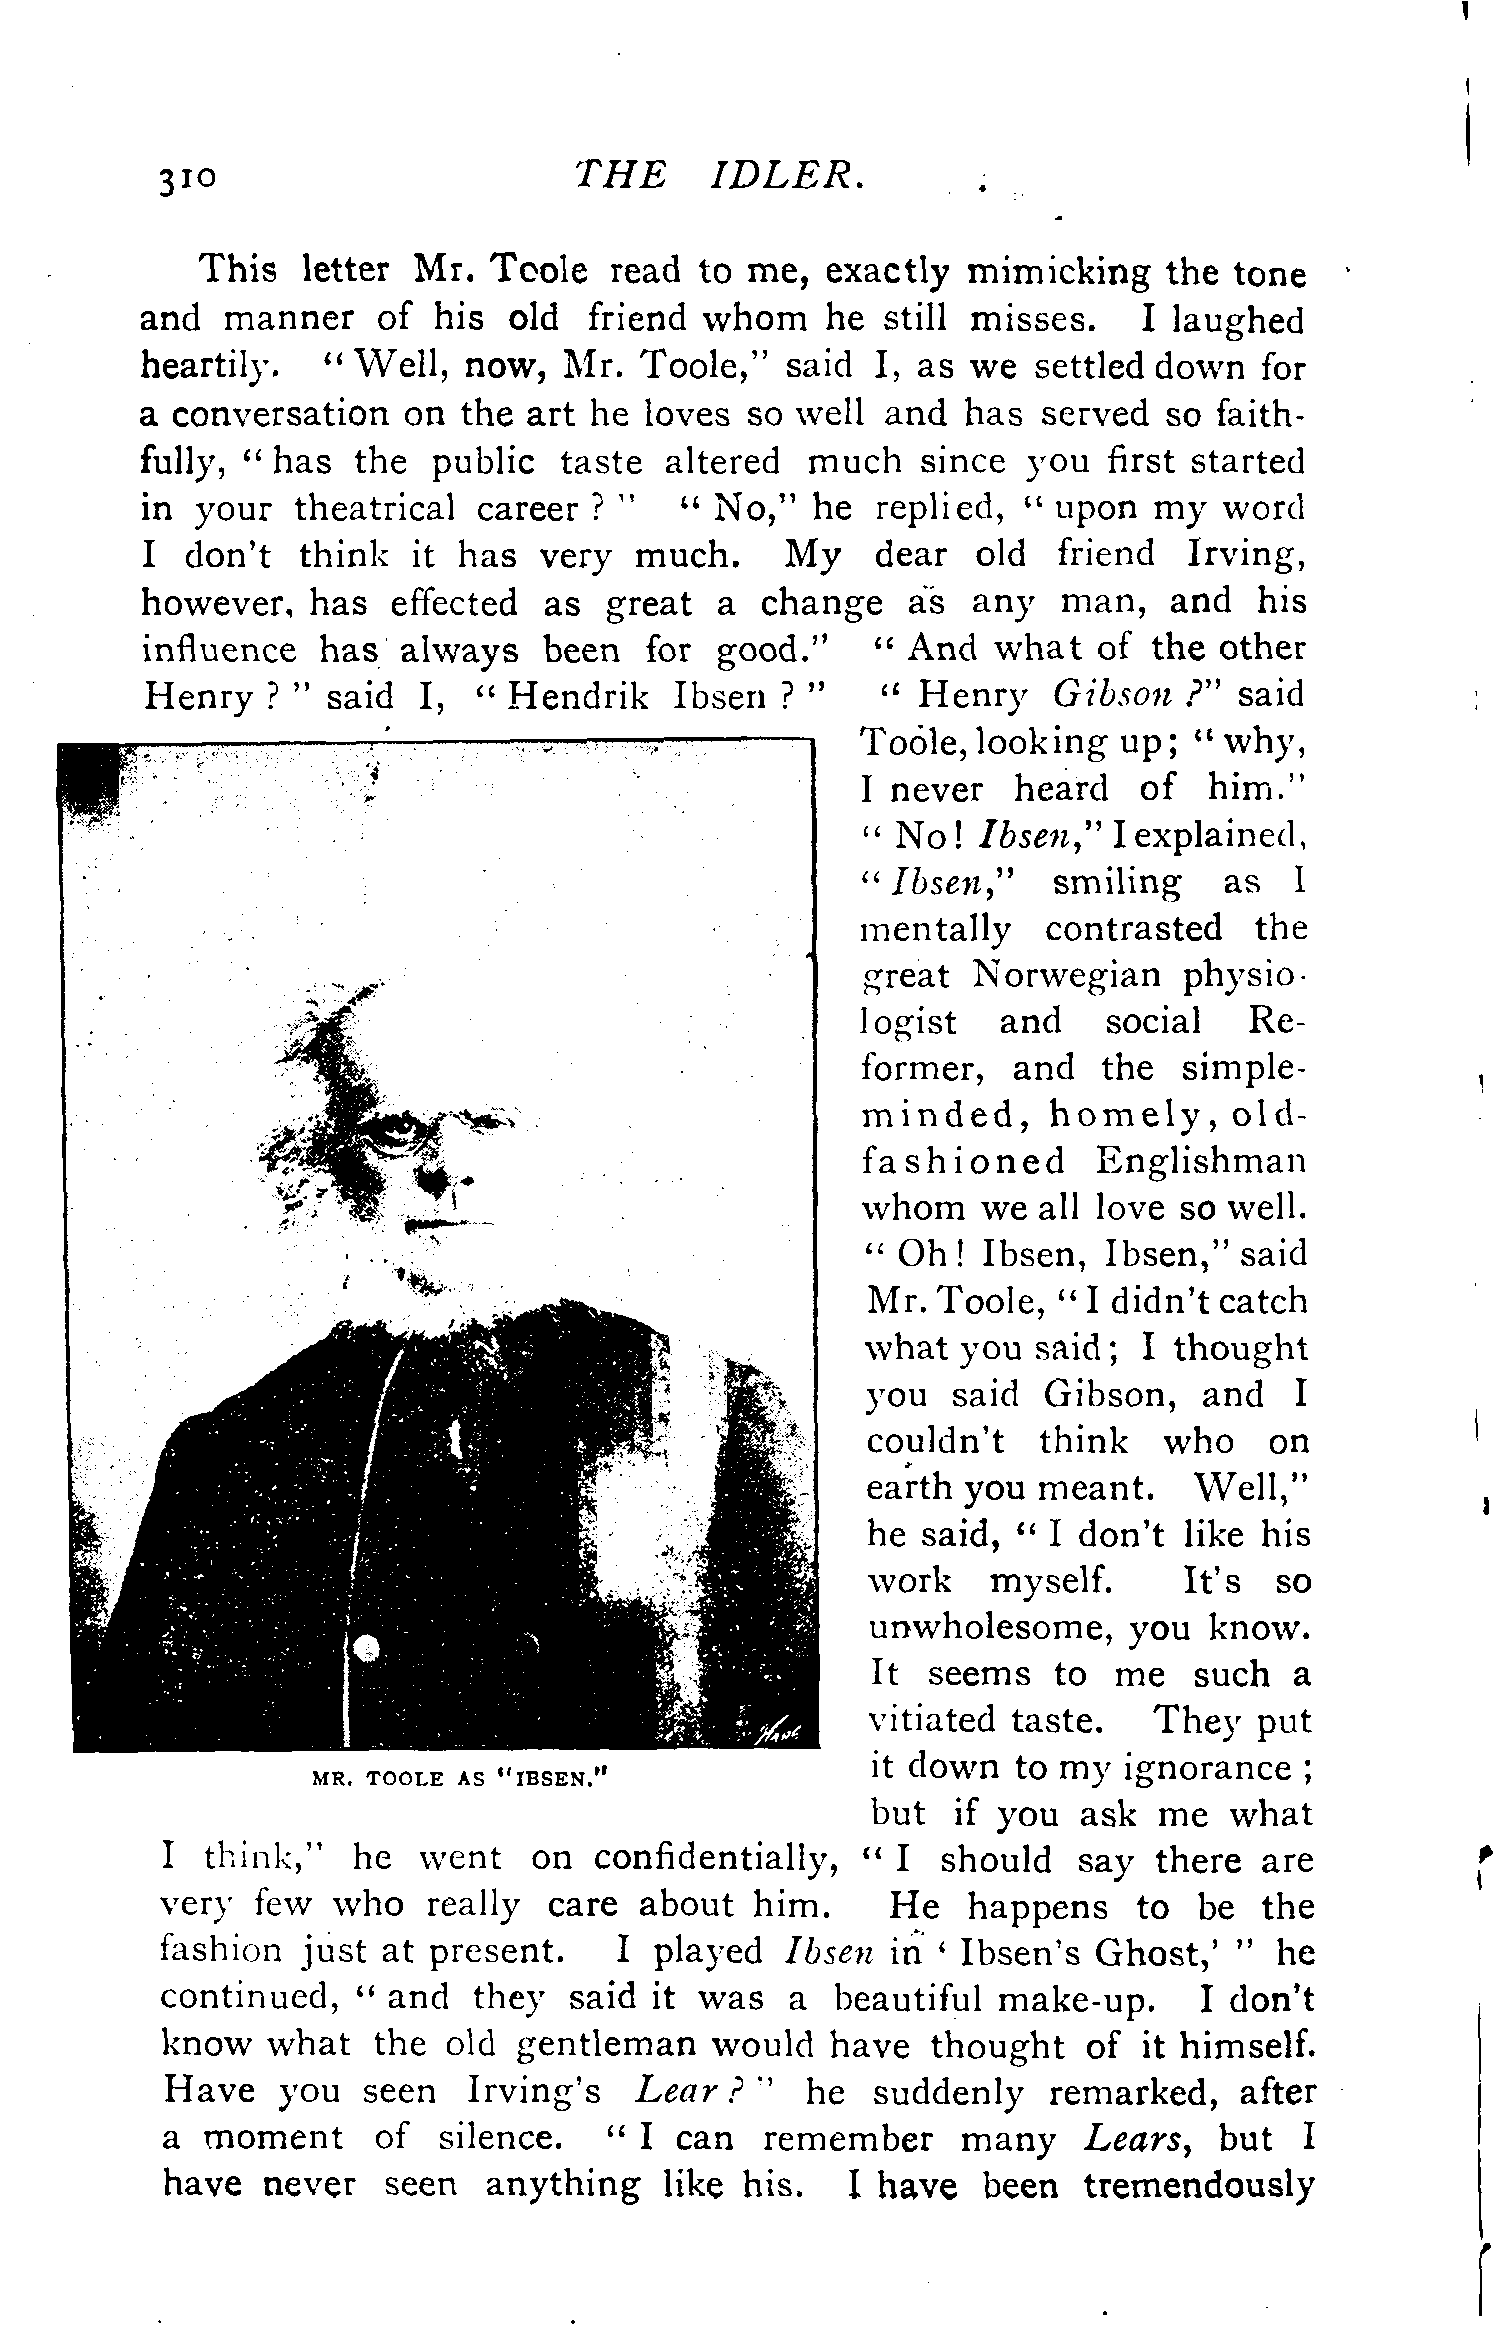 310 THE IDLER.
This letter Mr. Toole read to me, exactly mimicking the tone
and manner of his old friend whom he still misses. I laughed
heartily. “Well, now, Mr. Toole,” said I, as we settled down for
a conversation on the art he loves so well and has served so faith-
fully, “has the public taste altered much since you first started
in your theatrical career?” “No,” he replied, “upon my word
I don't think it has very much. My dear old friend Irving,
however, has effected as great a change as any man, and his
influence has always been for good.” “And what of the other
Henry?” said I, “Hendrik Ibsen?” “Henry Gibson?” said
Toole, looking up; “why,
I never heard of him.”
“No! Ibsen,” I explained,
“Ibsen,” smiling as I
mentally contrasted the
great Norwegian physio-
logist and social Re-
former, and the simple-
minded, homely, old-
fashioned Englishman
whom we all love so well.
“Oh! Ibsen, Ibsen,” said
Mr. Toole, “I didn't catch
what you said; I thought
you said Gibson, and I
couldn't think who on
earth you meant. Well,”
he said, “I don't like his
work myself. It's so
unwholesome, you know.
It seems to me such a
vitiated taste. They put
it down to my ignorance;
but if you ask me what
MR. TOOLE AS “IBSEN.”
I think,” he went on confidentially, “I should say there are
very few who really care about him. He happens to be the
fashion just at present. I played Ibsen in ‘Ibsen's Ghost,’” he
continued, “and they said it was a beautiful make-up. I don't
know what the old gentleman would have thought of it himself.
Have you seen Irving's Lear?” he suddenly remarked, after
a moment of silence. “I can remember many Lears, but I
have never seen anything like his. I have been tremendously